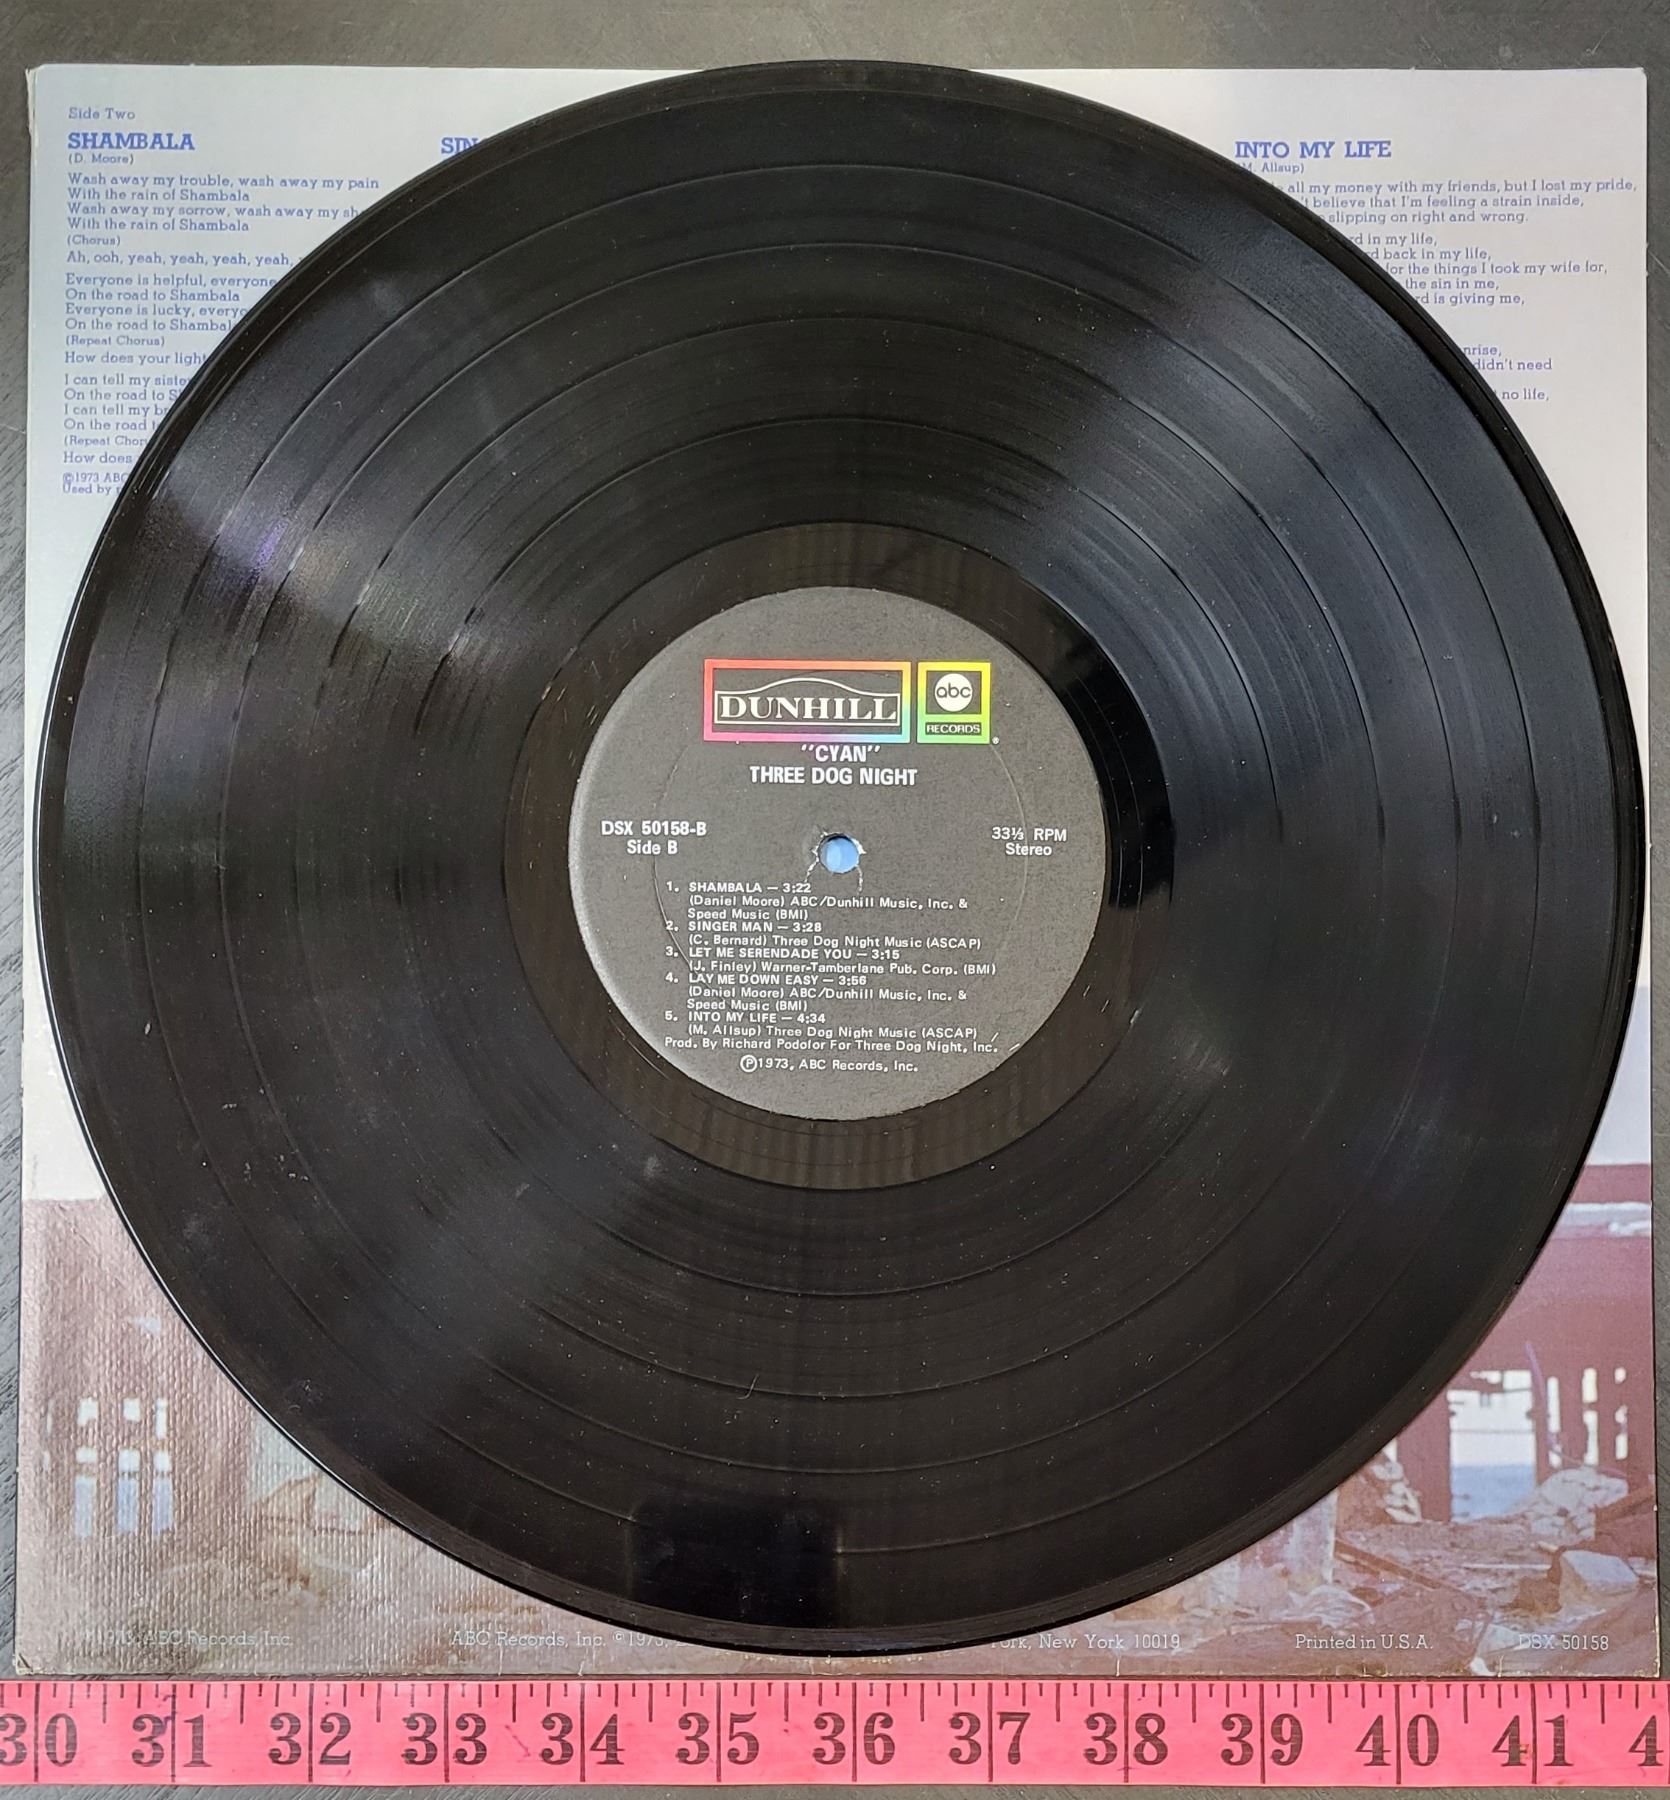 Side Two
SHAMBALA
(D. Moore)
Wash away my trouble, wash away my pain
With the rain of Shambala
Wash away my sorrow, wash away my
With the rain of Shambala
(Chorus)
Ah, ooh, yeah, yeah, yeah, yeah,
Everyone is helpful, everyone
On the road to Shambala
Everyone is lucky,
On the road to
(Repeat Chorus)
How does your light
I can tell my
On the road to
I can tell my
On the road
(Repeat
How does
©1973 ABC
Used by
INTO MY LIFE
M. Allsup)
all my money with my friends, but I lost my pride,
believe that I'm feeling a strain inside,
slipping on right and wrong.
in my life,
back in my life,
for the things I took my wife for,
the sin in me,
is giving me,
didn't need
no life,
DUNHILL
abc
RECORDS
®
"CYAN"
THREE DOG NIGHT
DSX 50158-B
Side B
33⅓ RPM
Stereo
1. SHAMBALA — 3:22
(Daniel Moore) ABC/Dunhill Music, Inc. &
Speed Music (BMI)
2. SINGER MAN — 3:28
(C. Bernard) Three Dog Night Music (ASCAP)
3. LET ME SERENDADE YOU — 3:15
(J. Finley) Warner-Tamberlane Pub. Corp. (BMI)
4. LAY ME DOWN EASY — 3:56
(Daniel Moore) ABC/Dunhill Music, Inc. &
Speed Music (BMI)
5. INTO MY LIFE — 4:34
(M. Allsup) Three Dog Night Music (ASCAP)
Prod. By Richard Podofor For Three Dog Night, Inc.
℗1973, ABC Records, Inc.
1973, ABC Records, Inc.
ABC Records, Inc. ©1973,
New York 10019
Printed in U.S.A.
DSX 50158
30 31 32 33 34 35 36 37 38 39 40 41 4